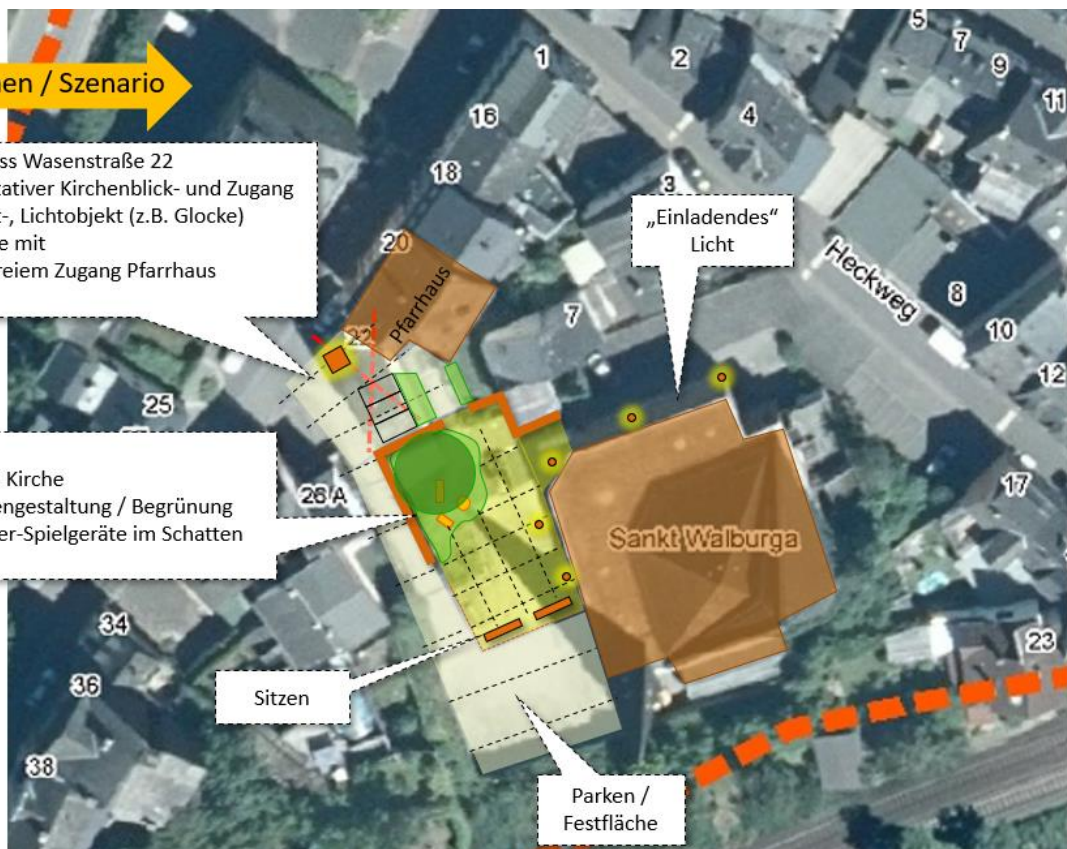 en / Szenario
ss Wasenstraße 22
tativer Kirchenblick- und Zugang
t-, Lichtobjekt (z.B. Glocke)
e mit
reiem Zugang Pfarrhaus
Kirche
engestaltung / Begrünung
er-Spielgeräte im Schatten
„Einladendes“
Licht
Sitzen
Parken /
Festfläche
Pfarrhaus
Sankt Walburga
Heckweg
1
2
3
4
5
7
9
11
16
18
20
22
7
8
10
12
17
23
25
26 A
34
36
38